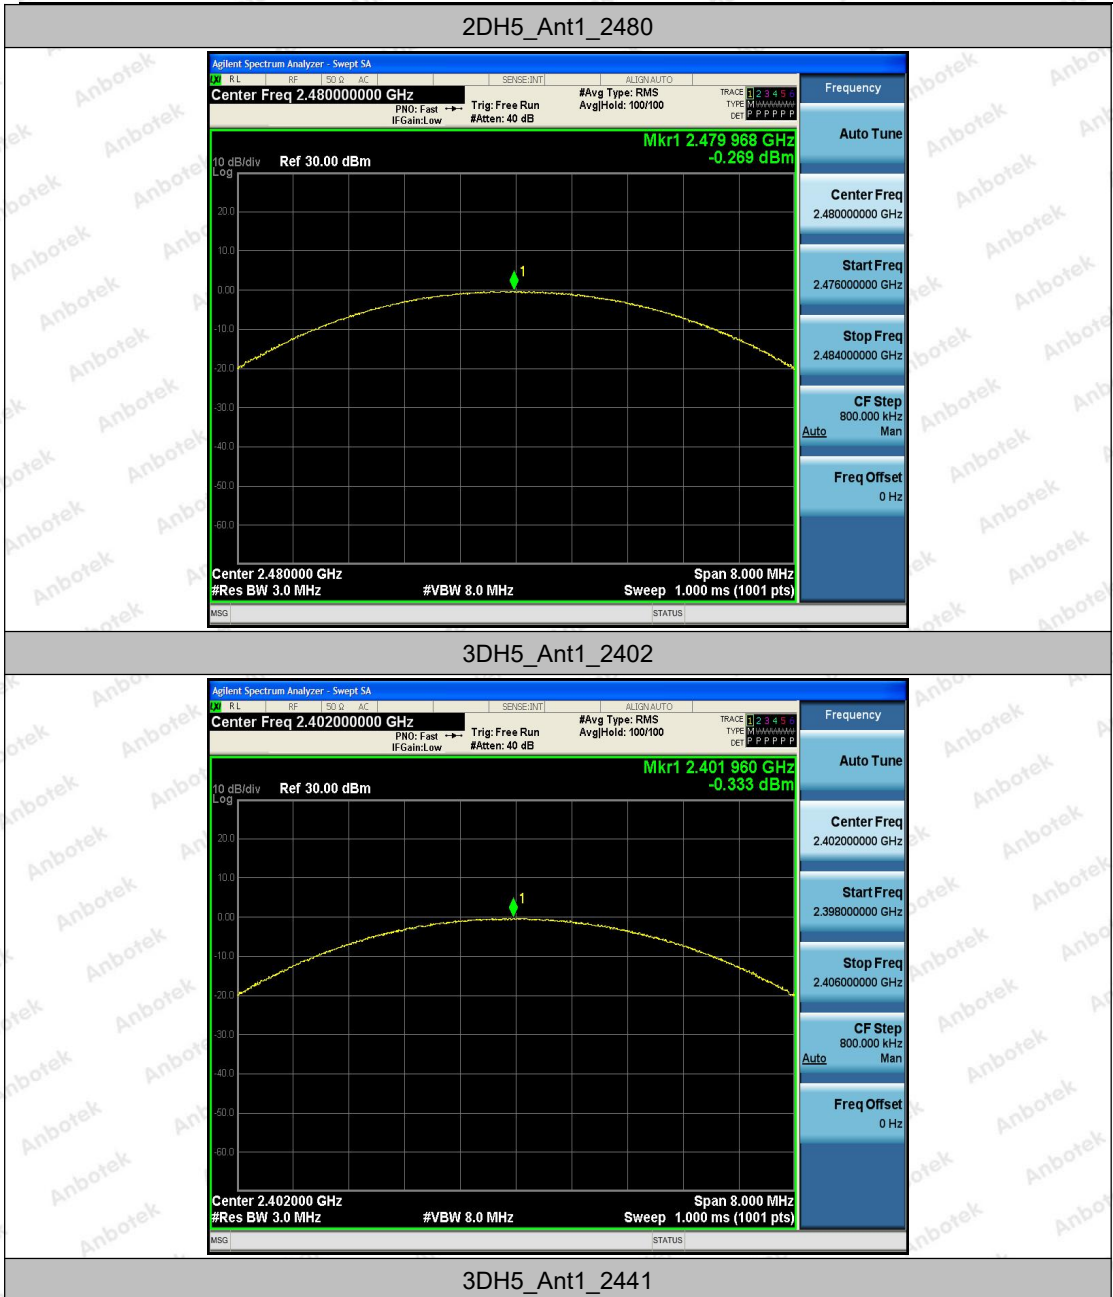 2DH5_Ant1_2480
Agilent Spectrum Analyzer - Swept SA
LXI RL RF 50 Ω AC SENSE:INT ALIGNAUTO
Center Freq 2.480000000 GHz
PNO: Fast
IFGain:Low
Trig: Free Run
#Atten: 40 dB
#Avg Type: RMS
Avg|Hold: 100/100
TRACE 1 2 3 4 5 6
TYPE M WWWWW
DET P P P P P P
Mkr1 2.479 968 GHz
-0.269 dBm
10 dB/div Ref 30.00 dBm
Log
20.0
10.0
1
0.00
-10.0
-20.0
-30.0
-40.0
-50.0
-60.0
Center 2.480000 GHz Span 8.000 MHz
#Res BW 3.0 MHz #VBW 8.0 MHz Sweep 1.000 ms (1001 pts)
MSG STATUS
Frequency
Auto Tune
Center Freq
2.480000000 GHz
Start Freq
2.476000000 GHz
Stop Freq
2.484000000 GHz
CF Step
800.000 kHz
Auto Man
Freq Offset
0 Hz
3DH5_Ant1_2402
Agilent Spectrum Analyzer - Swept SA
LXI RL RF 50 Ω AC SENSE:INT ALIGNAUTO
Center Freq 2.402000000 GHz
PNO: Fast
IFGain:Low
Trig: Free Run
#Atten: 40 dB
#Avg Type: RMS
Avg|Hold: 100/100
TRACE 1 2 3 4 5 6
TYPE M WWWWW
DET P P P P P P
Mkr1 2.401 960 GHz
-0.333 dBm
10 dB/div Ref 30.00 dBm
Log
20.0
10.0
1
0.00
-10.0
-20.0
-30.0
-40.0
-50.0
-60.0
Center 2.402000 GHz Span 8.000 MHz
#Res BW 3.0 MHz #VBW 8.0 MHz Sweep 1.000 ms (1001 pts)
MSG STATUS
Frequency
Auto Tune
Center Freq
2.402000000 GHz
Start Freq
2.398000000 GHz
Stop Freq
2.406000000 GHz
CF Step
800.000 kHz
Auto Man
Freq Offset
0 Hz
3DH5_Ant1_2441
Anbotek